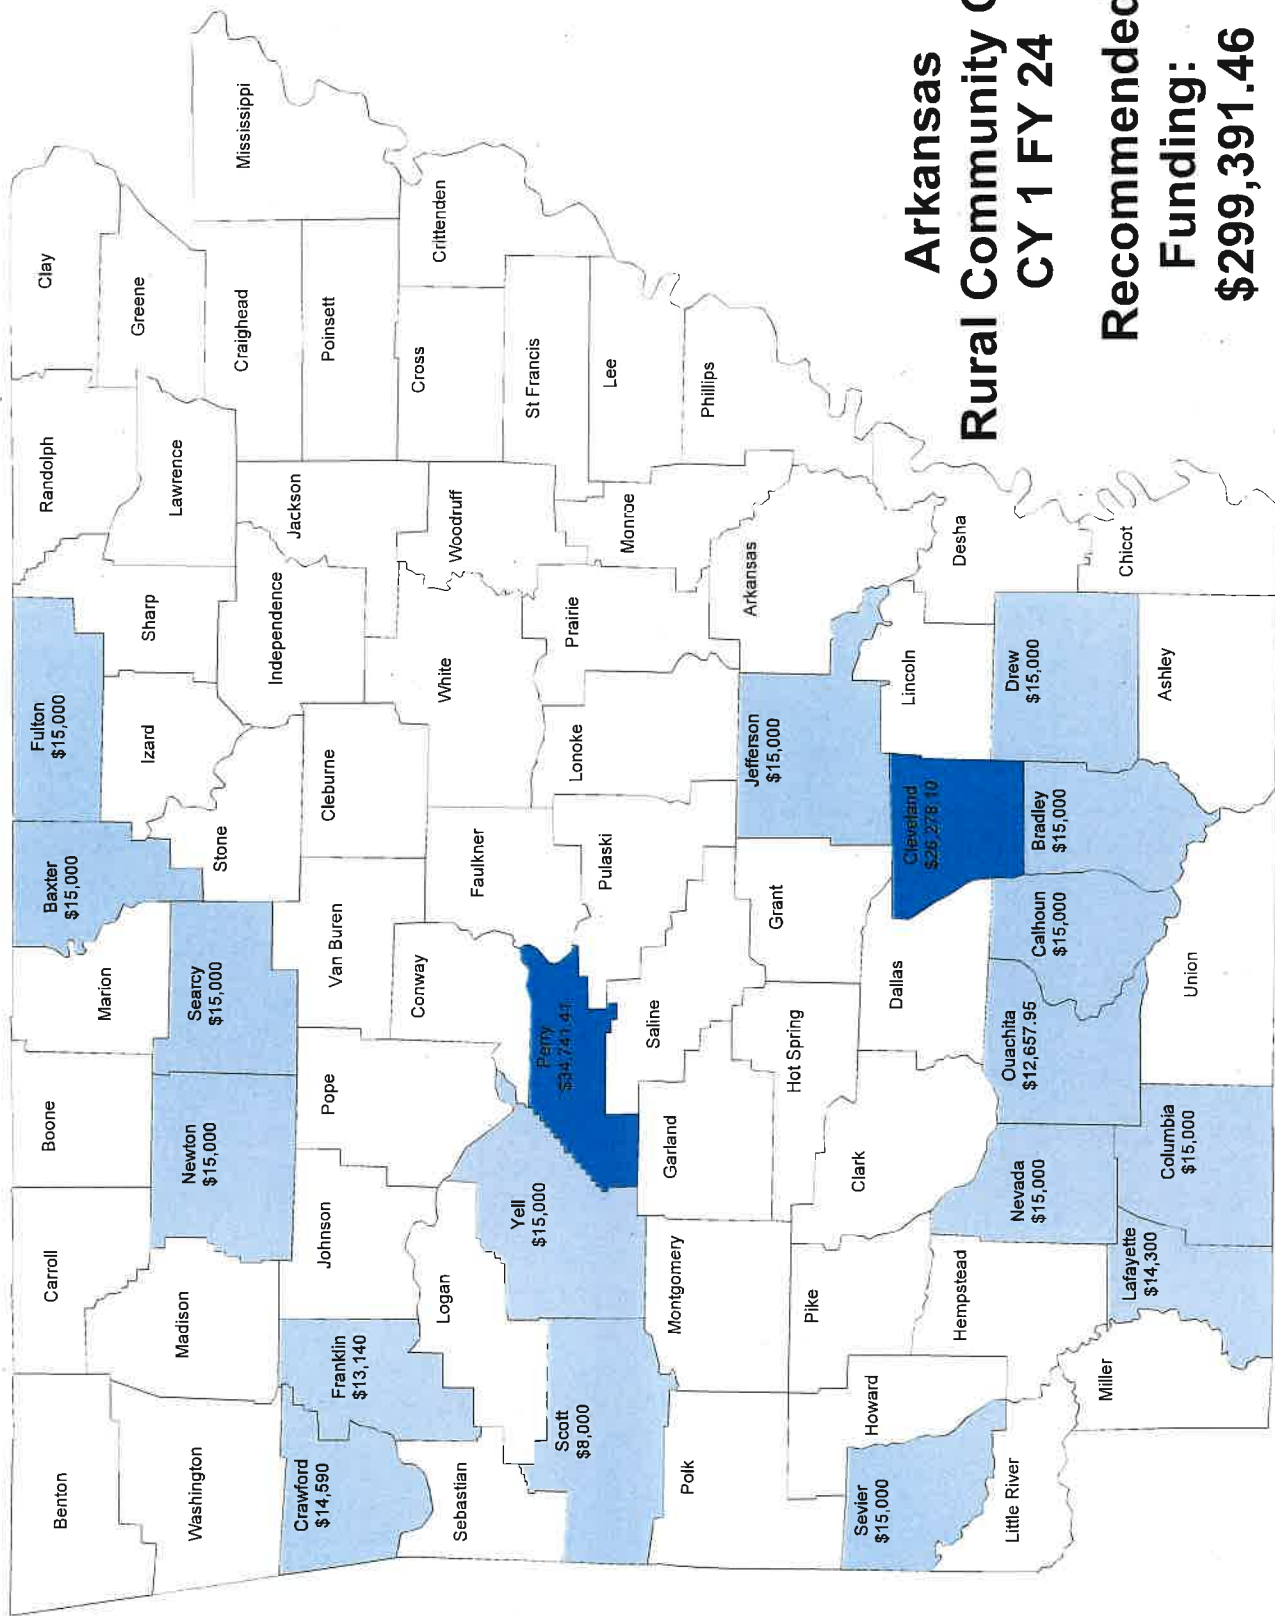 Benton
Carroll
Boone
Marion
Baxter
$15,000
Fulton
$15,000
Randolph
Clay
Washington
Madison
Newton
$15,000
Searcy
$15,000
Izard
Sharp
Lawrence
Greene
Mississippi
Crawford
$14,590
Franklin
$13,140
Johnson
Pope
Van Buren
Stone
Cleburne
Independence
Jackson
Craighead
Poinsett
Sebastian
Logan
Conway
Faulkner
White
Woodruff
Cross
Crittenden
Scott
$8,000
Yell
$15,000
Perry
$34,741.41
Pulaski
Lonoke
Prairie
Monroe
St Francis
Lee
Polk
Montgomery
Garland
Saline
Phillips
Pike
Hot Spring
Grant
Jefferson
$15,000
Arkansas
Sevier
$15,000
Howard
Clark
Dallas
Cleveland
$26,278.10
Lincoln
Desha
Little River
Hempstead
Nevada
$15,000
Ouachita
$12,657.95
Calhoun
$15,000
Bradley
$15,000
Drew
$15,000
Miller
Lafayette
$14,300
Columbia
$15,000
Union
Ashley
Chicot
Arkansas
Rural Community
CY 1 FY 24
Recommended
Funding:
$299,391.46